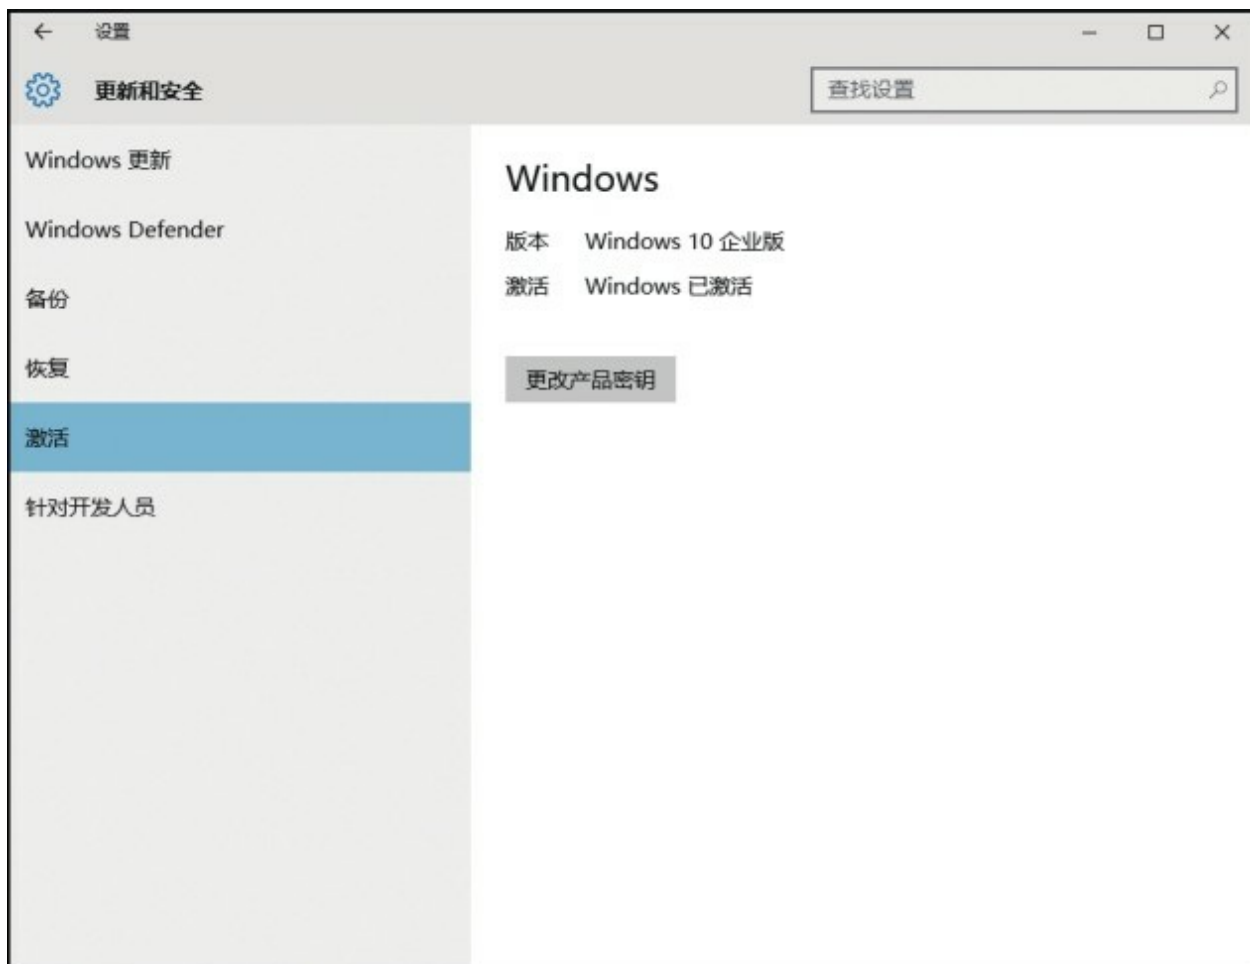 设置
更新和安全
查找设置
Windows 更新
Windows Defender
备份
恢复
激活
针对开发人员
Windows
版本 Windows 10 企业版
激活 Windows 已激活
更改产品密钥